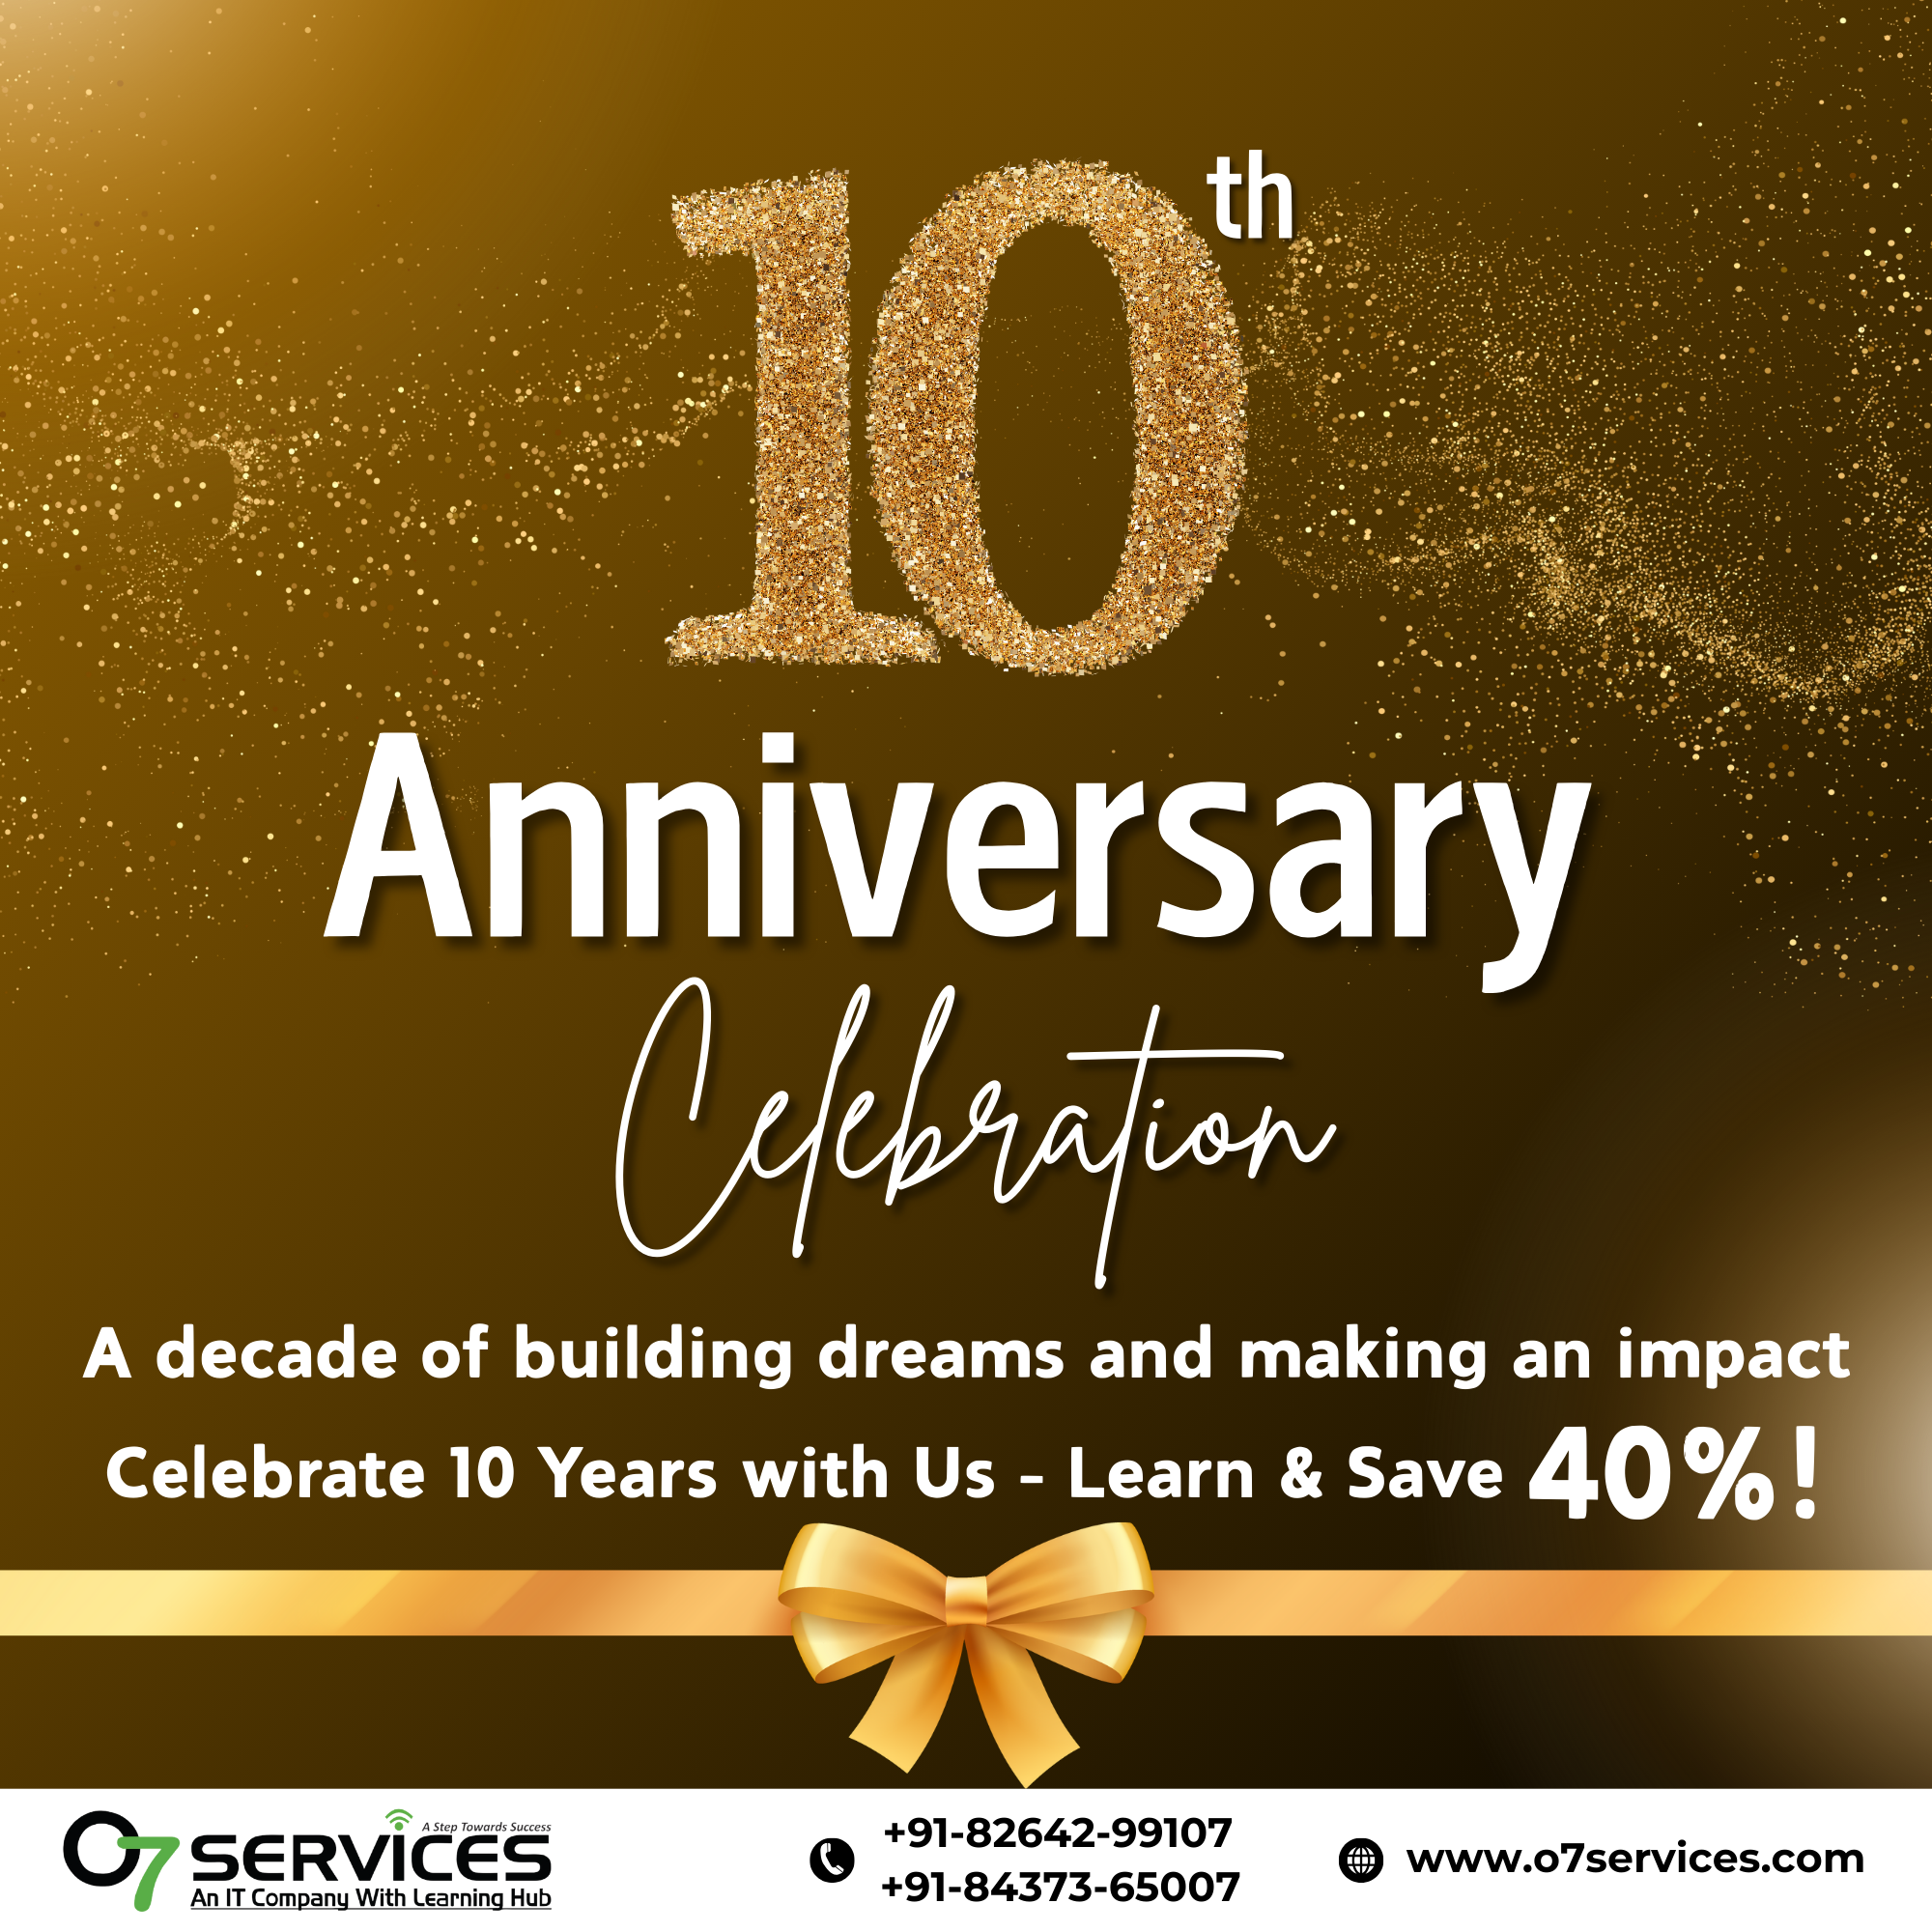 10th
Anniversary
Celebration
A decade of building dreams and making an impact
Celebrate 10 Years with Us - Learn & Save 40%!
O7 SERVICES
A Step Towards Success
An IT Company With Learning Hub
+91-82642-99107
+91-84373-65007
www.o7services.com